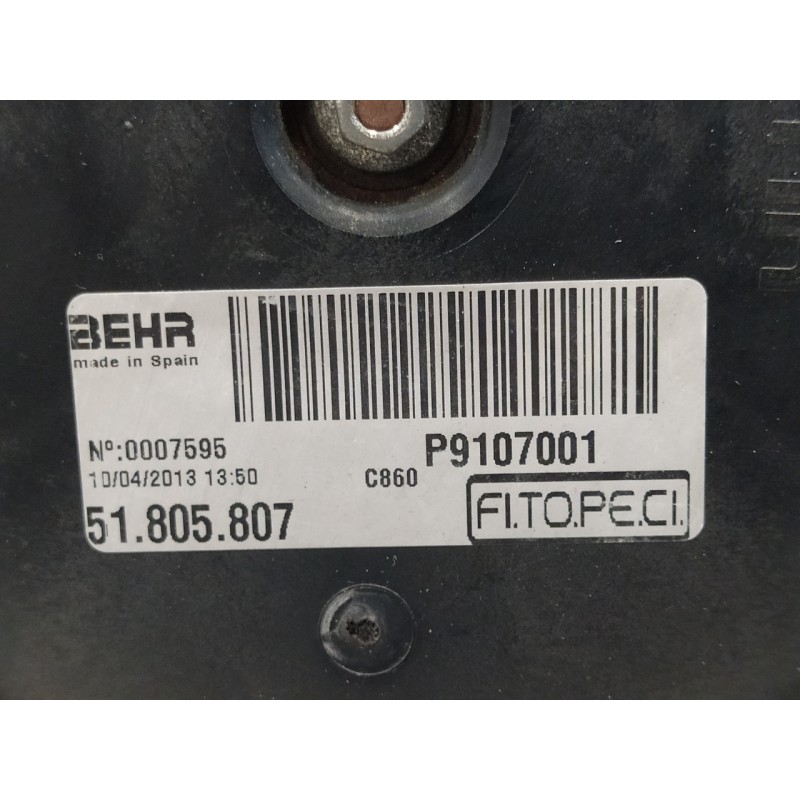 BEHR
made in Spain
Nº:0007595
P9107001
10/04/2013 13:50
C860
51.805.807
FI.TO.PE.CI.